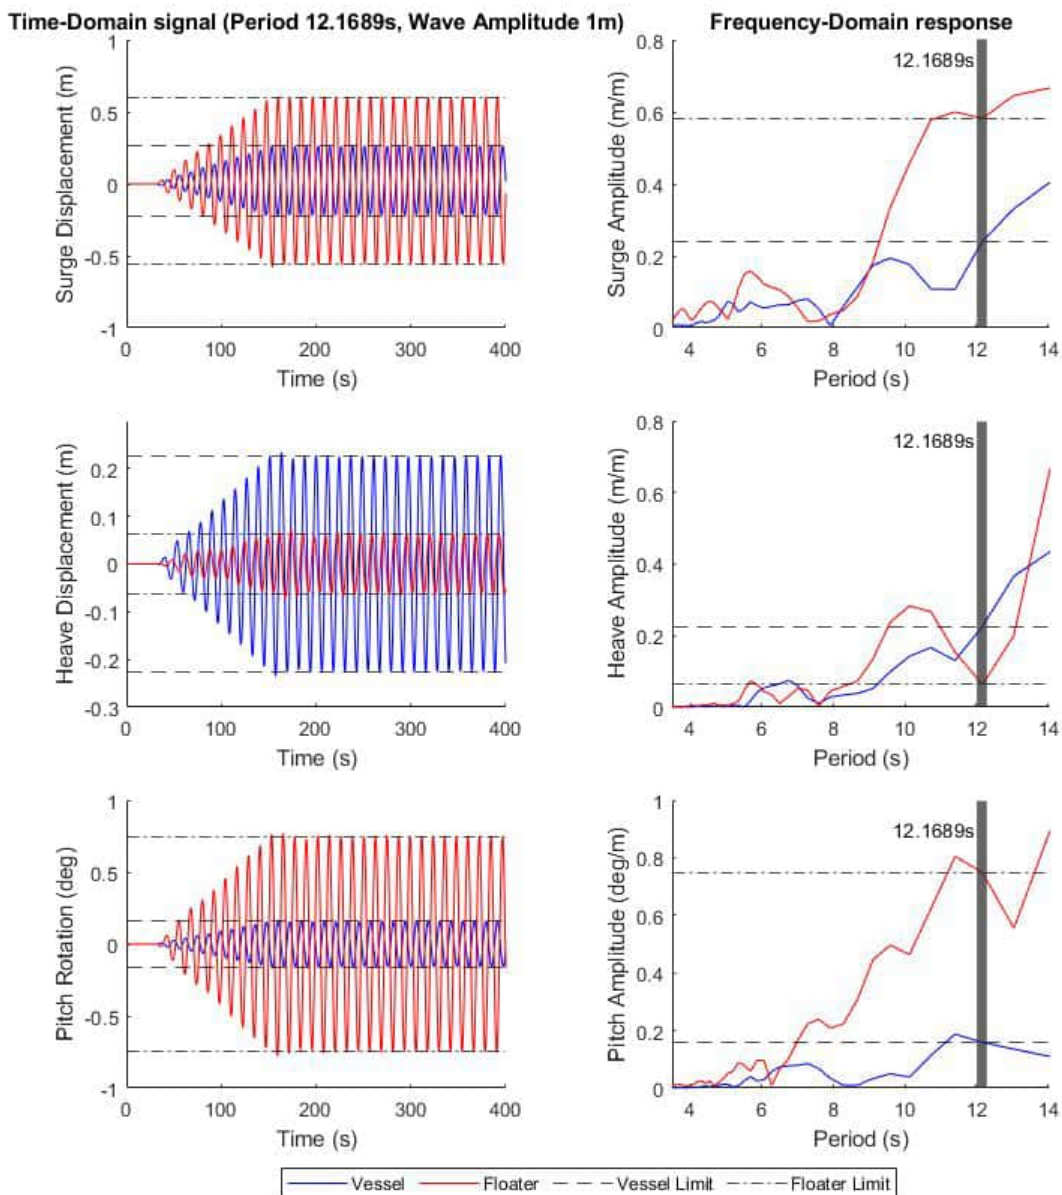 Time-Domain signal (Period 12.1689s, Wave Amplitude 1m)
Frequency-Domain response
Surge Displacement (m)
1
0.5
0
-0.5
-1
0 100 200 300 400
Time (s)
Surge Amplitude (m/m)
0.8
0.6
0.4
0.2
0
12.1689s
4 6 8 10 12 14
Period (s)
Heave Displacement (m)
0.2
0.1
0
-0.1
-0.2
-0.3
0 100 200 300 400
Time (s)
Heave Amplitude (m/m)
0.8
0.6
0.4
0.2
0
12.1689s
4 6 8 10 12 14
Period (s)
Pitch Rotation (deg)
1
0.5
0
-0.5
-1
0 100 200 300 400
Time (s)
Pitch Amplitude (deg/m)
1
0.8
0.6
0.4
0.2
0
12.1689s
4 6 8 10 12 14
Period (s)
Vessel Floater Vessel Limit Floater Limit